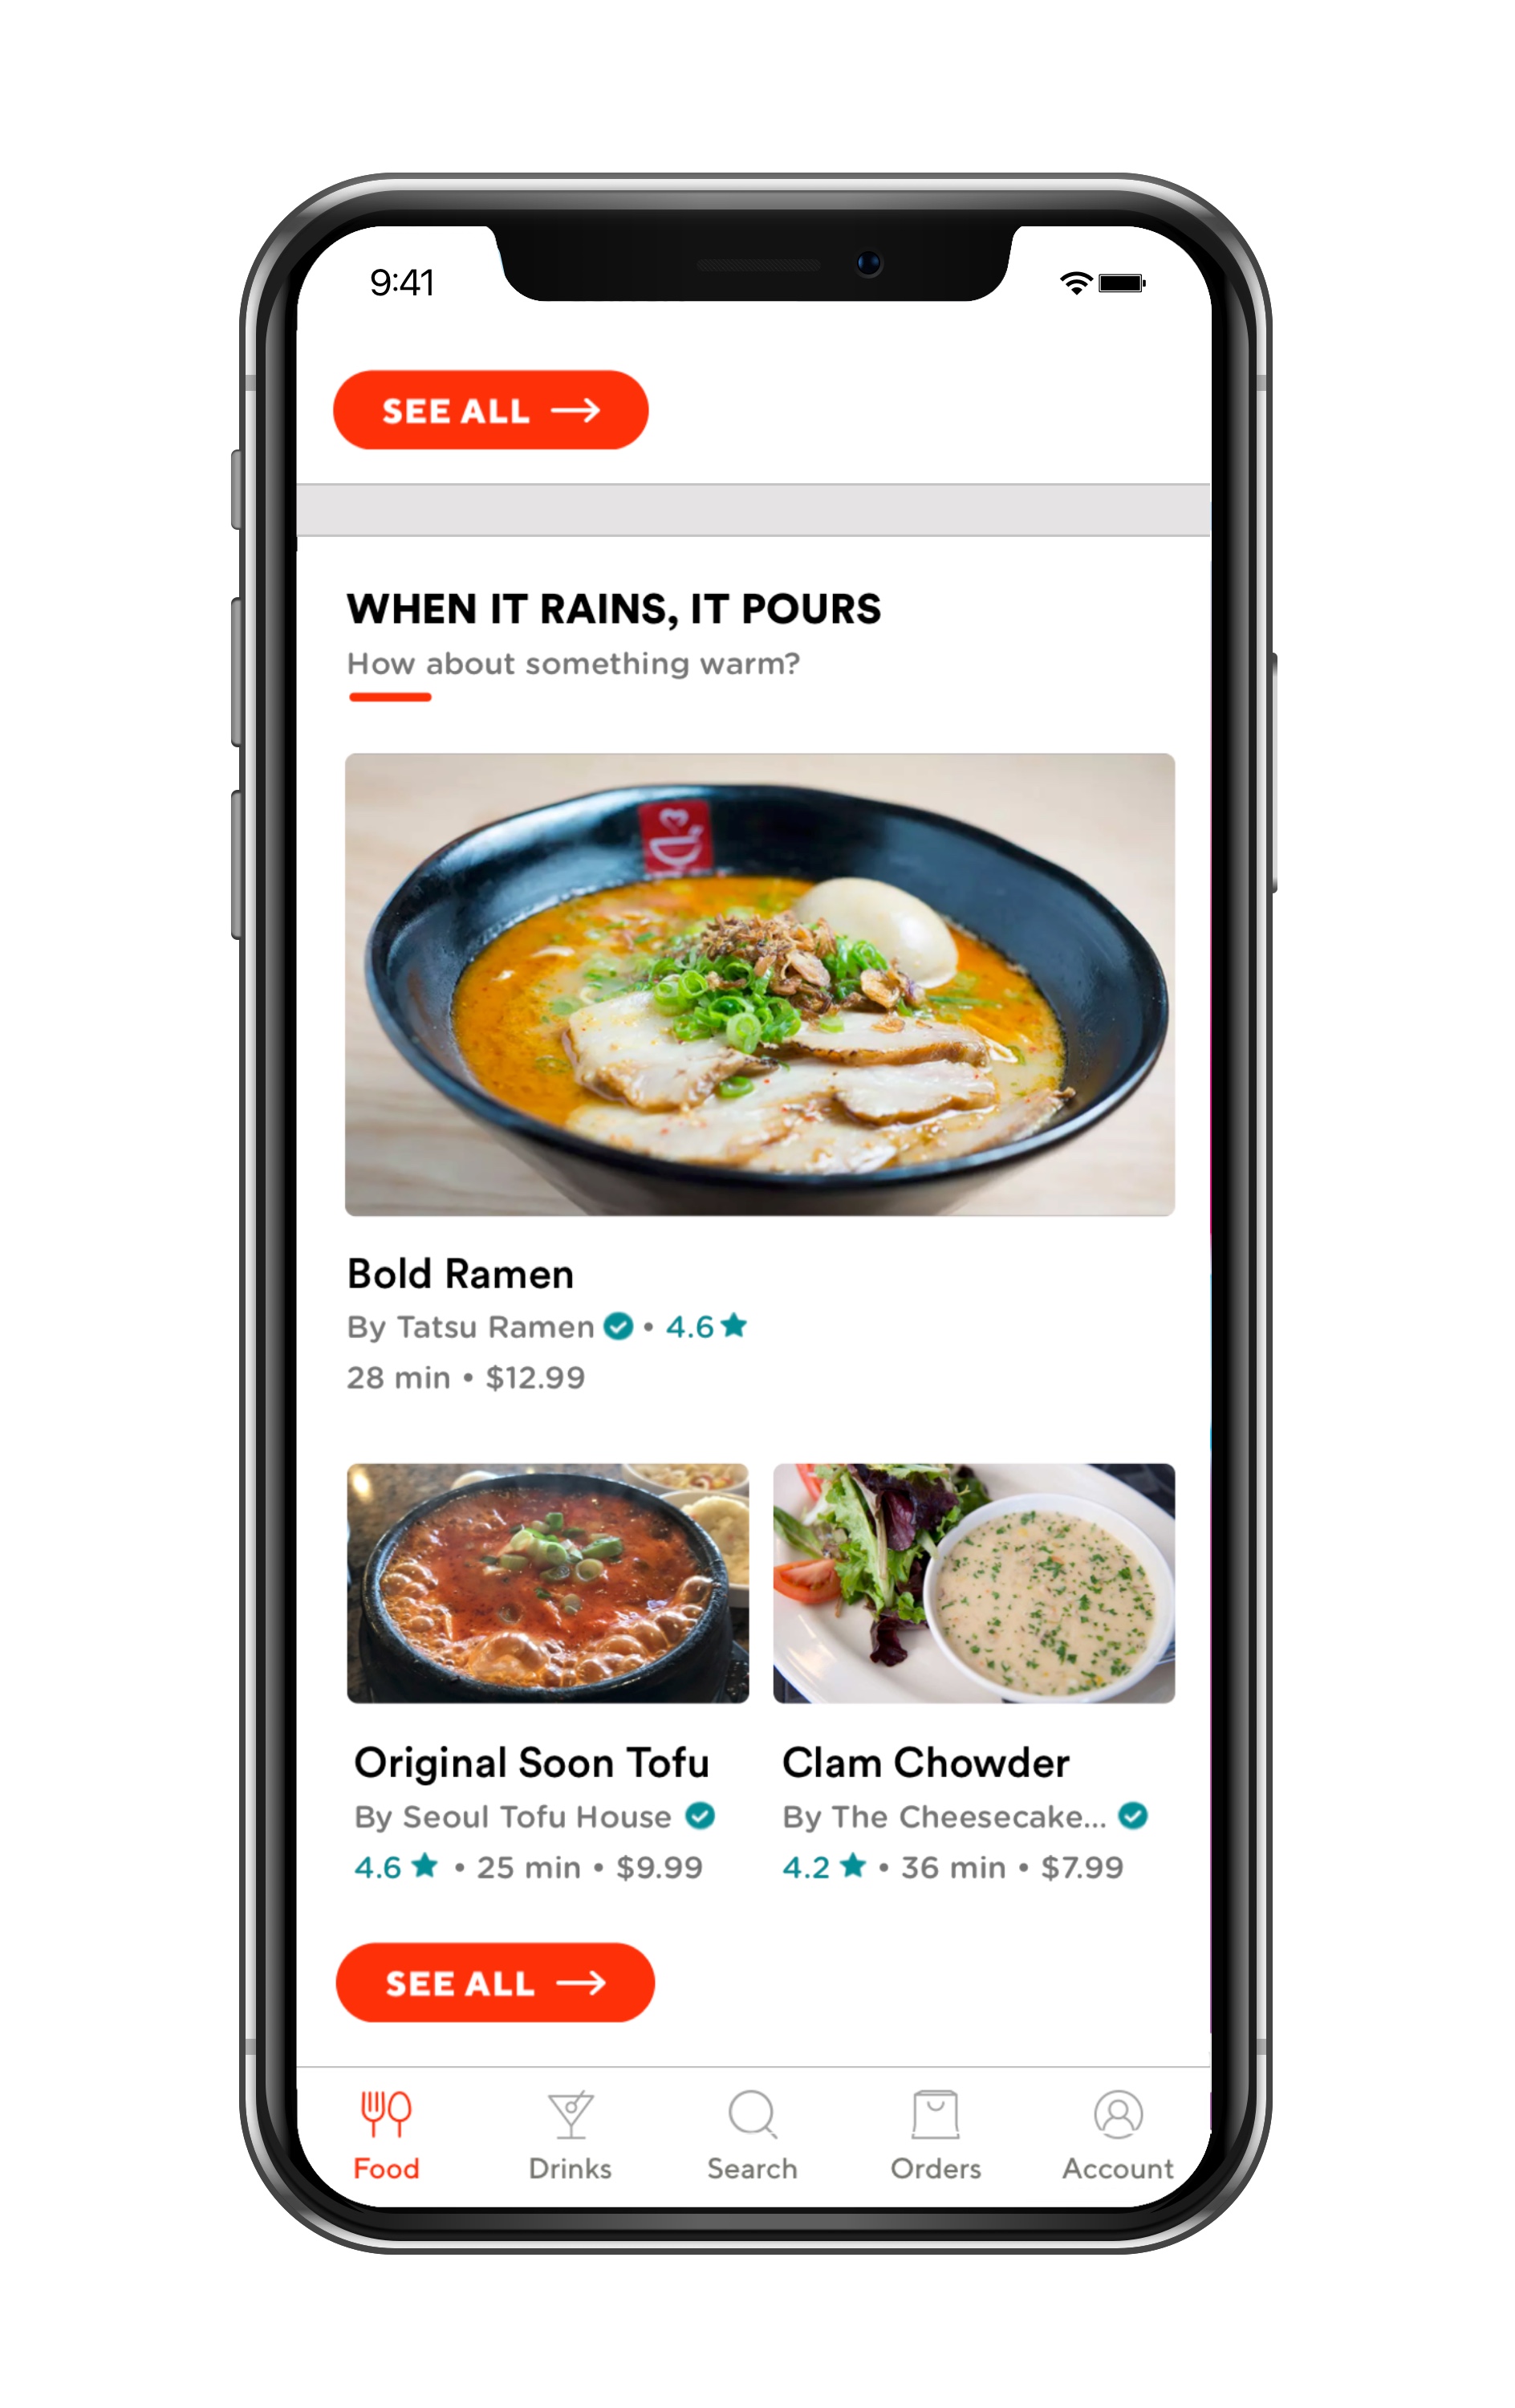 9:41
SEE ALL →
WHEN IT RAINS, IT POURS
How about something warm?
Bold Ramen
By Tatsu Ramen • 4.6 ★
28 min • $12.99
Original Soon Tofu
By Seoul Tofu House
4.6 ★ • 25 min • $9.99
Clam Chowder
By The Cheesecake...
4.2 ★ • 36 min • $7.99
SEE ALL →
Food
Drinks
Search
Orders
Account